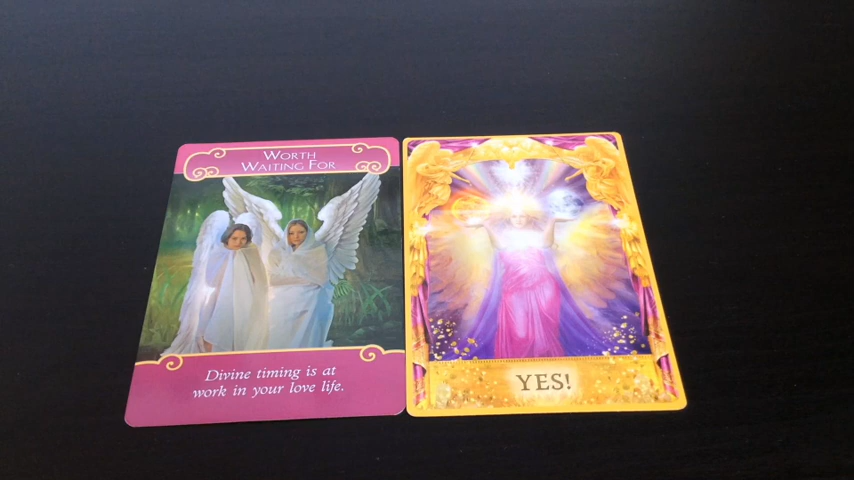 Worth
Waiting For
Divine timing is at
work in your love life.
YES!